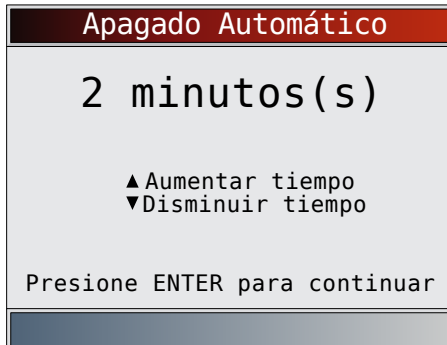 Apagado Automático
2 minutos(s)
▲Aumentar tiempo
▼Disminuir tiempo
Presione ENTER para continuar